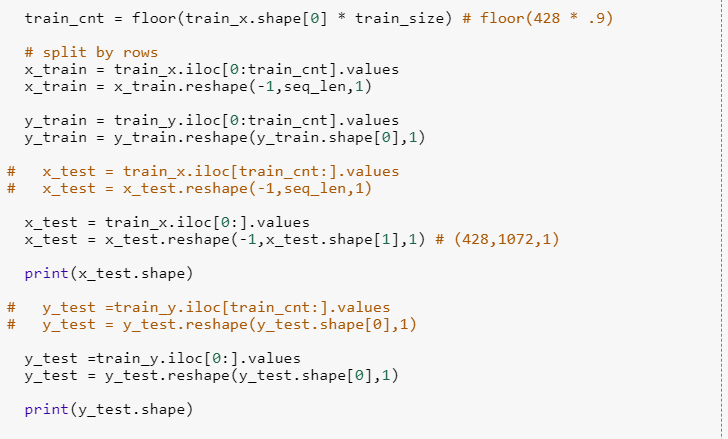 train_cnt = floor(train_x.shape[0] * train_size) # floor(428 * .9)
# split by rows
x_train = train_x.iloc[0:train_cnt].values
x_train = x_train.reshape(-1,seq_len,1)
y_train = train_y.iloc[0:train_cnt].values
y_train = y_train.reshape(y_train.shape[0],1)
#   x_test = train_x.iloc[train_cnt:].values
#   x_test = x_test.reshape(-1,seq_len,1)
x_test = train_x.iloc[0:].values
x_test = x_test.reshape(-1,x_test.shape[1],1) # (428,1072,1)
print(x_test.shape)
#   y_test =train_y.iloc[train_cnt:].values
#   y_test = y_test.reshape(y_test.shape[0],1)
y_test =train_y.iloc[0:].values
y_test = y_test.reshape(y_test.shape[0],1)
print(y_test.shape)